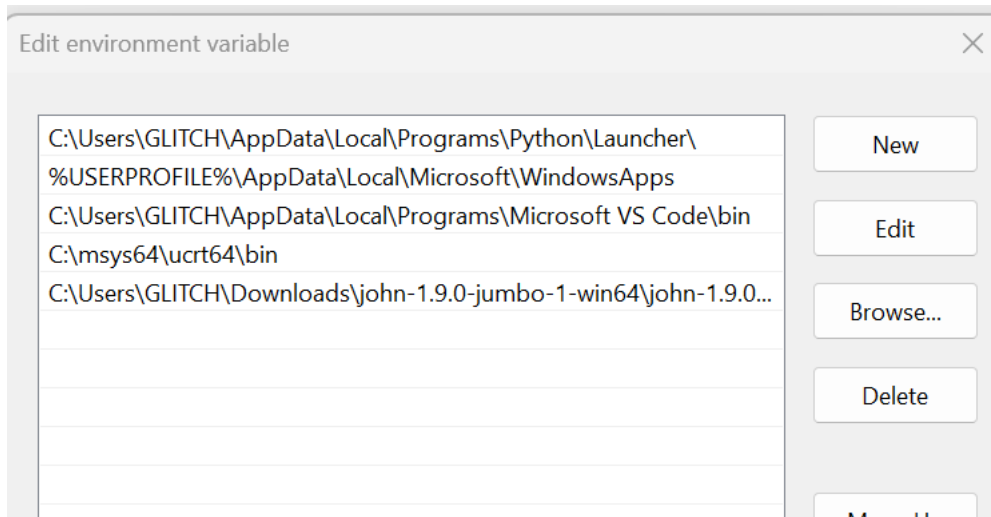 Edit environment variable
C:\Users\GLITCH\AppData\Local\Programs\Python\Launcher\
New
%USERPROFILE%\AppData\Local\Microsoft\WindowsApps
C:\Users\GLITCH\AppData\Local\Programs\Microsoft VS Code\bin
Edit
C:\msys64\ucrt64\bin
C:\Users\GLITCH\Downloads\john-1.9.0-jumbo-1-win64\john-1.9.0...
Browse...
Delete